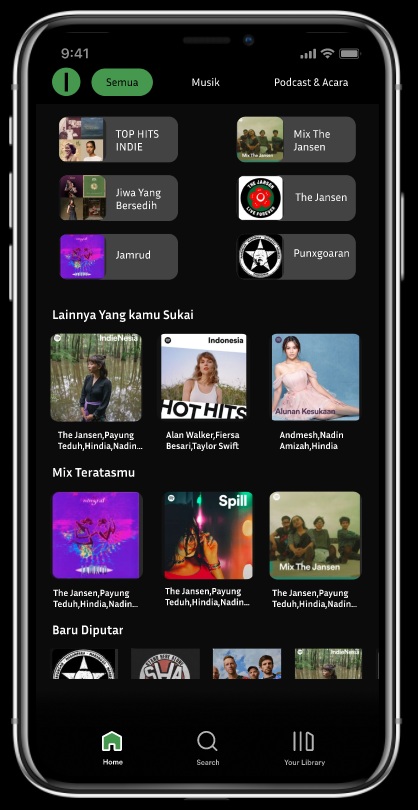 9:41
Semua
Musik
Podcast & Acara
TOP HITS
INDIE
Mix The Jansen
Mix The
Jansen
Jiwa Yang
Bersedih
THE JANSEN
LIVE FOREVER
The Jansen
Jamrud
Punxgoaran
Lainnya Yang kamu Sukai
IndieNesia
Indonesia
HOT HITS
Alunan Kesukaan
The Jansen,Payung
Teduh,Hindia,Nadin...
Alan Walker,Fiersa
Besari,Taylor Swift
Andmesh,Nadin
Amizah,Hindia
Mix Teratasmu
Spill
Mix The Jansen
The Jansen,Payung
Teduh,Hindia,Nadin...
The Jansen,Payung
Teduh,Hindia,Nadin...
The Jansen,Payung
Teduh,Hindia,Nadin...
Baru Diputar
IndieNesia
Home
Search
Your Library